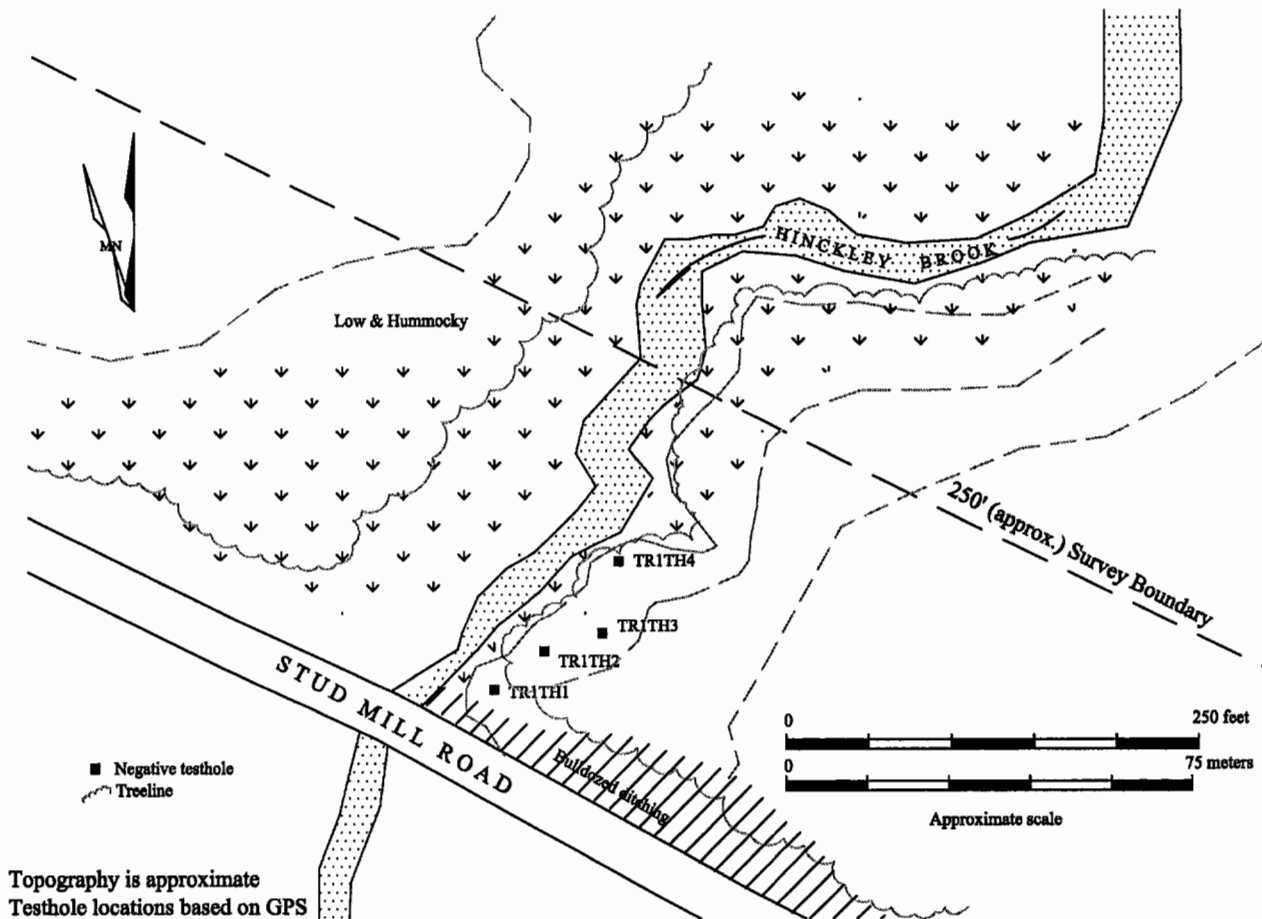 MN
HINCKLEY BROOK
Low & Hummocky
250' (approx.) Survey Boundary
TR1TH4
TR1TH3
TR1TH2
TR1TH1
STUD MILL ROAD
Bulldozed ditching
0 250 feet
0 75 meters
Approximate scale
Negative testhole
Treeline
Topography is approximate
Testhole locations based on GPS